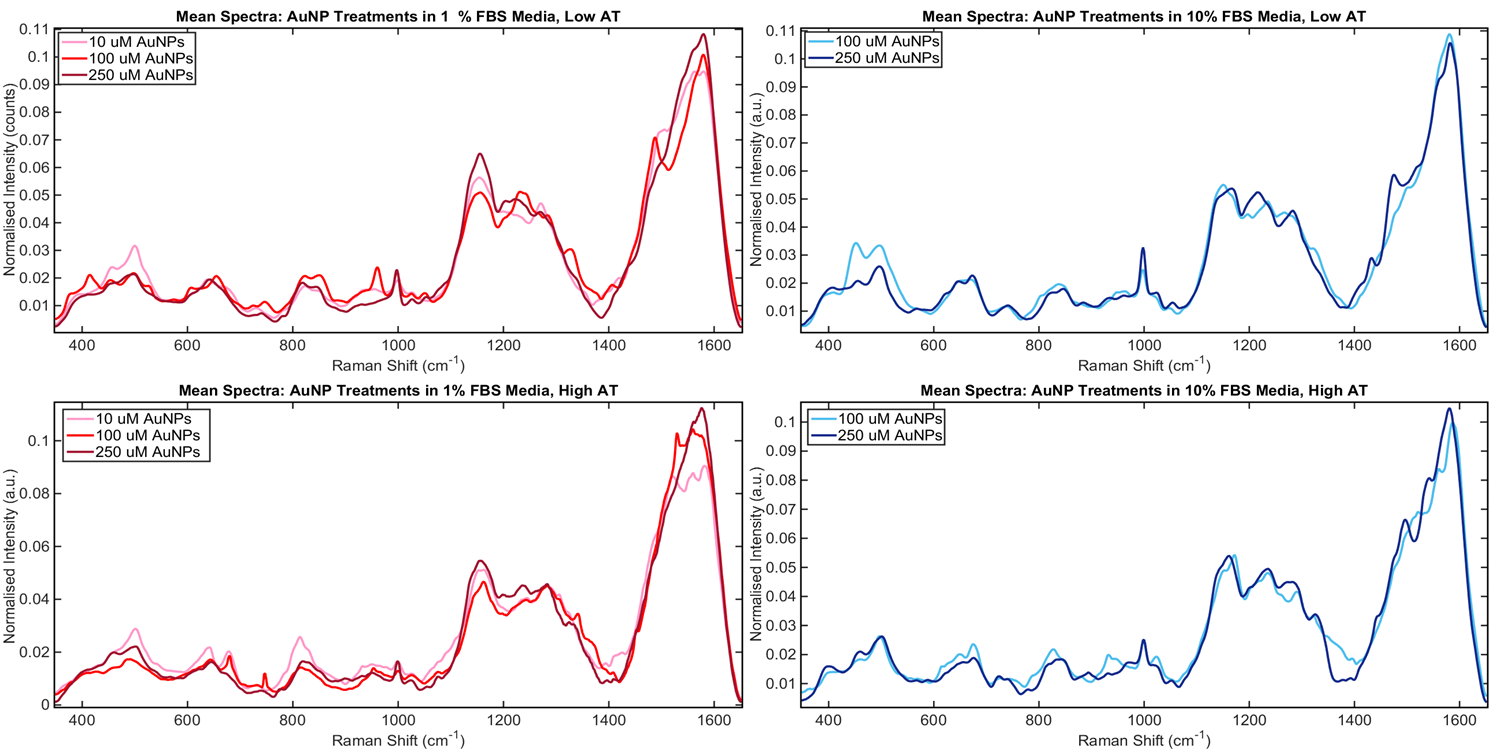 Mean Spectra: AuNP Treatments in 1 % FBS Media, Low AT
0.11
0.1
0.09
0.08
0.07
0.06
0.05
0.04
0.03
0.02
0.01
Normalised Intensity (counts)
10 uM AuNPs
100 uM AuNPs
250 uM AuNPs
400 600 800 1000 1200 1400 1600
Raman Shift (cm⁻¹)
Mean Spectra: AuNP Treatments in 10% FBS Media, Low AT
0.11
0.1
0.09
0.08
0.07
0.06
0.05
0.04
0.03
0.02
0.01
Normalised Intensity (a.u.)
100 uM AuNPs
250 uM AuNPs
400 600 800 1000 1200 1400 1600
Raman Shift (cm⁻¹)
Mean Spectra: AuNP Treatments in 1% FBS Media, High AT
0.1
0.08
0.06
0.04
0.02
0
Normalised Intensity (a.u.)
10 uM AuNPs
100 uM AuNPs
250 uM AuNPs
400 600 800 1000 1200 1400 1600
Raman Shift (cm⁻¹)
Mean Spectra: AuNP Treatments in 10% FBS Media, High AT
0.1
0.09
0.08
0.07
0.06
0.05
0.04
0.03
0.02
0.01
Normalised Intensity (a.u.)
100 uM AuNPs
250 uM AuNPs
400 600 800 1000 1200 1400 1600
Raman Shift (cm⁻¹)